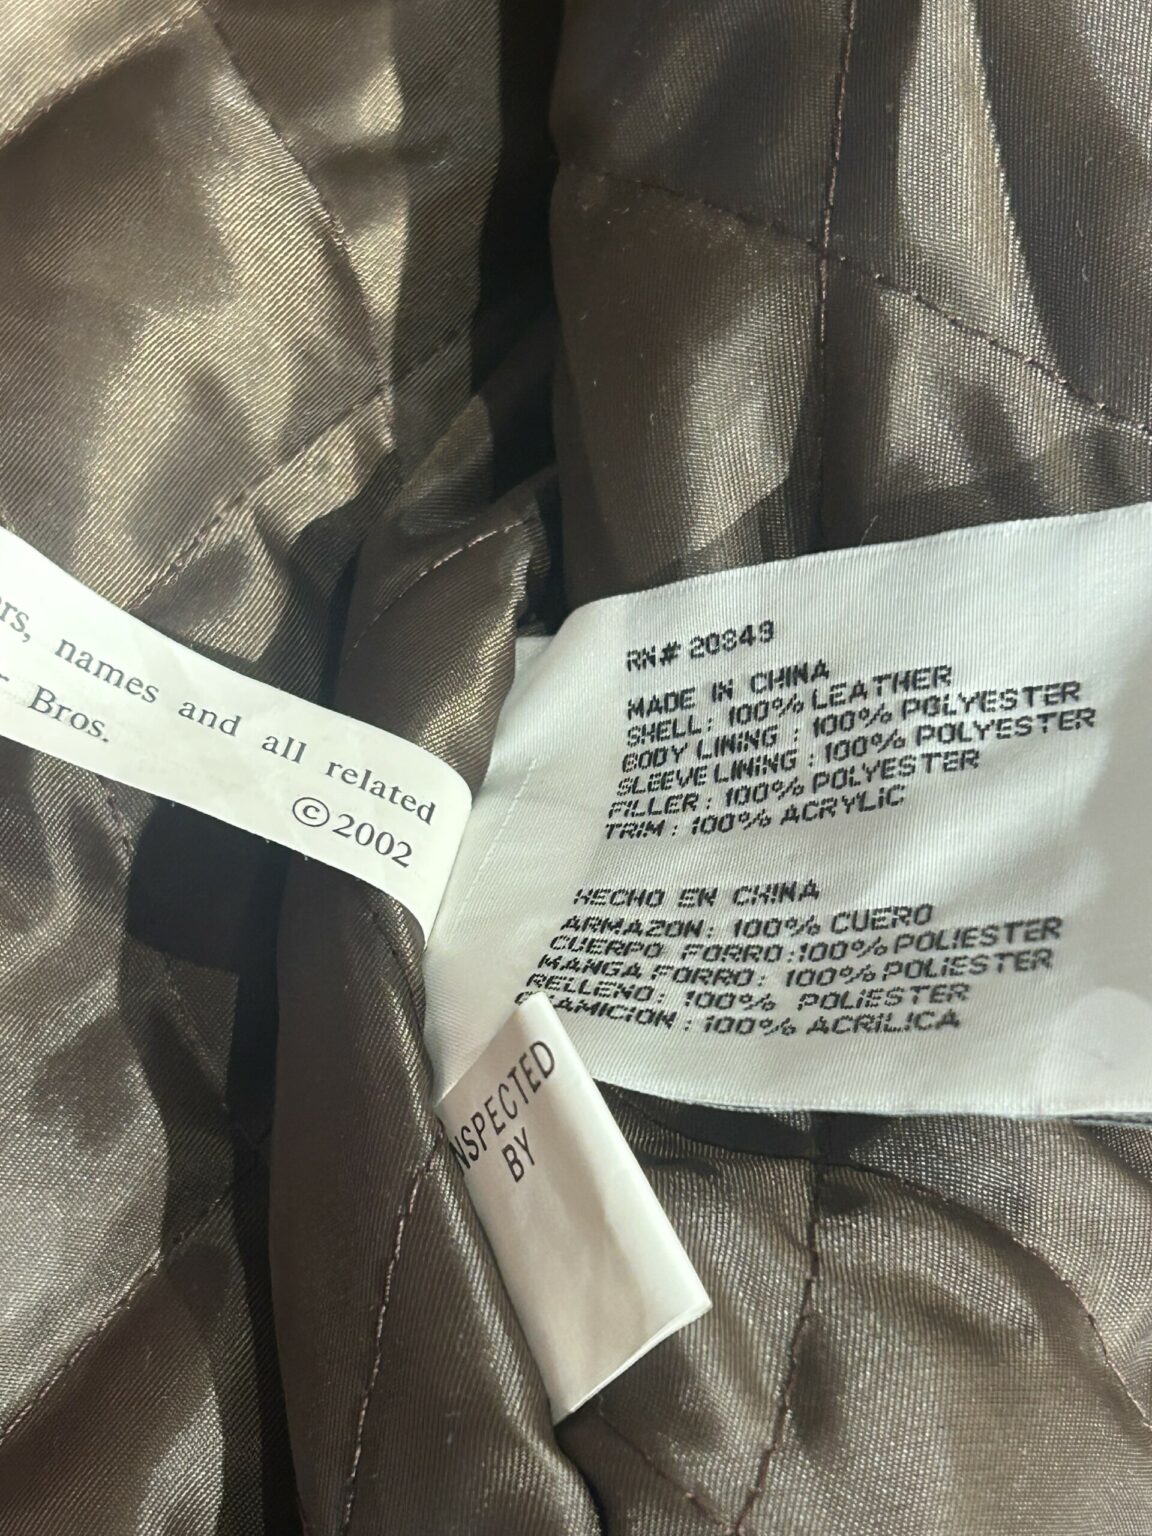 names and all related
Bros. ©2002
RN# 20849
MADE IN CHINA
SHELL: 100% LEATHER
BODY LINING : 100% POLYESTER
SLEEVE LINING : 100% POLYESTER
FILLER : 100% POLYESTER
TRIM : 100% ACRYLIC
HECHO EN CHINA
ARMAZON: 100% CUERO
CUERPO FORRO:100% POLIESTER
MANGA FORRO: 100% POLIESTER
RELLENO: 100% POLIESTER
: 100% ACRILICA
INSPECTED
BY